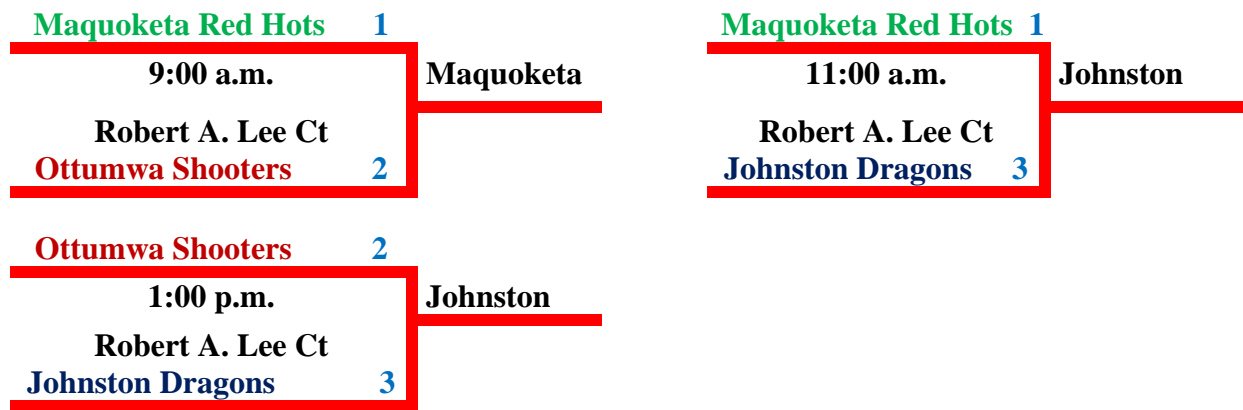 Maquoketa Red Hots 1
9:00 a.m.
Maquoketa
Robert A. Lee Ct
Ottumwa Shooters 2
Maquoketa Red Hots 1
11:00 a.m.
Johnston
Robert A. Lee Ct
Johnston Dragons 3
Ottumwa Shooters 2
1:00 p.m.
Johnston
Robert A. Lee Ct
Johnston Dragons 3